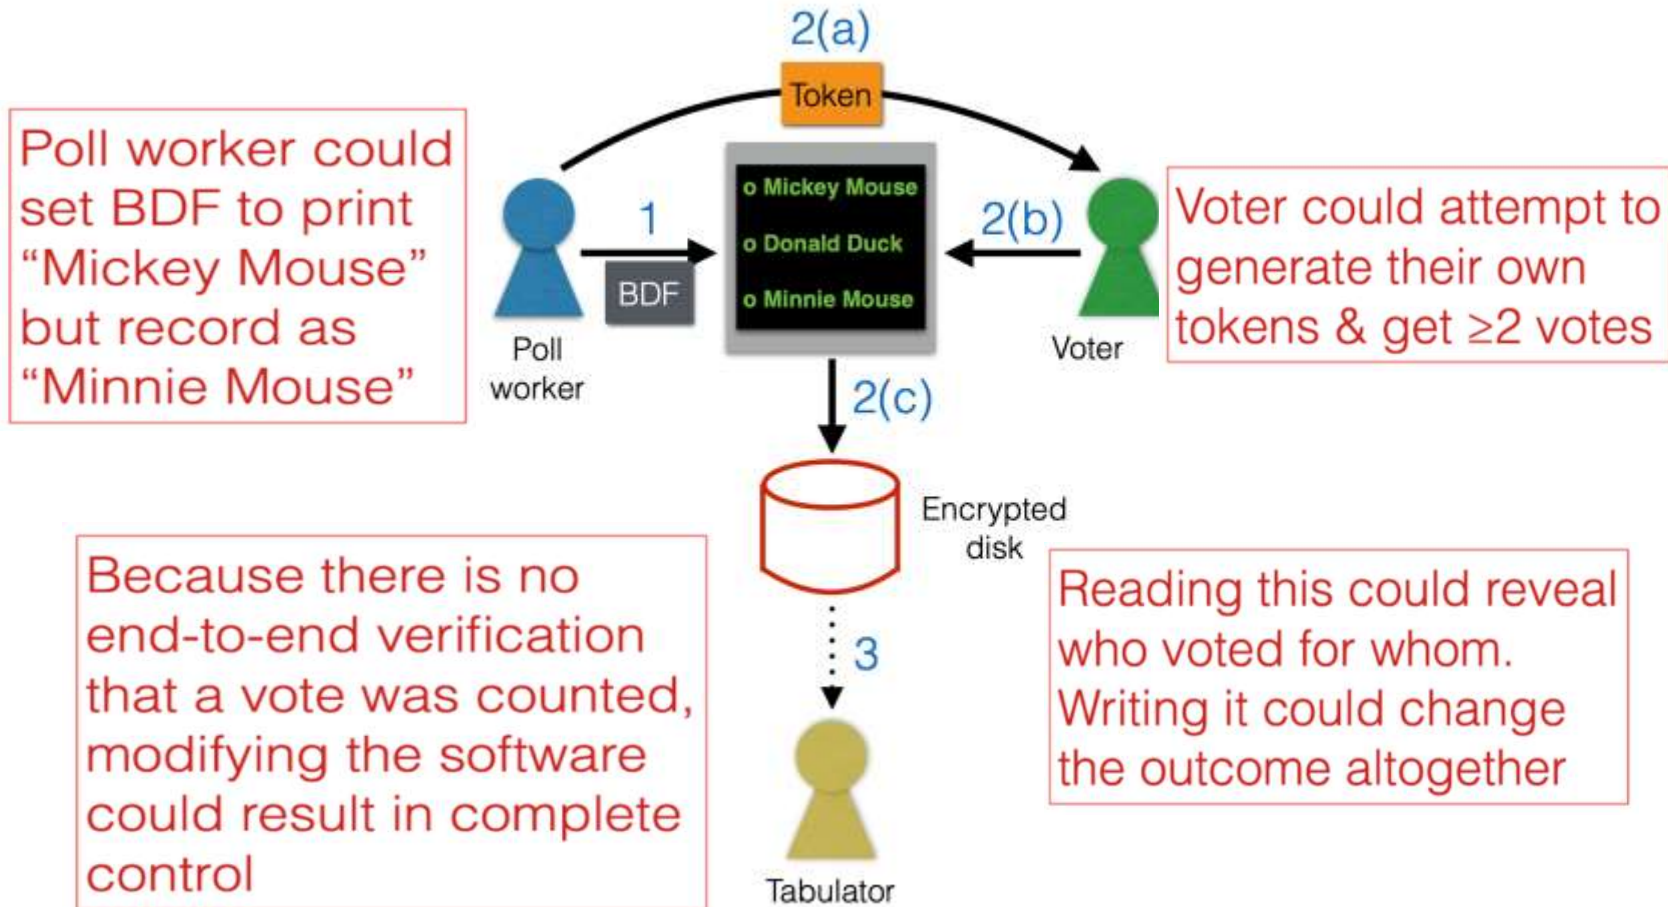 2(a)
Token
Poll worker could
set BDF to print
“Mickey Mouse”
but record as
“Minnie Mouse”
1
BDF
Poll
worker
o Mickey Mouse
o Donald Duck
o Minnie Mouse
2(b)
Voter
Voter could attempt to
generate their own
tokens & get ≥2 votes
2(c)
Encrypted
disk
Because there is no
end-to-end verification
that a vote was counted,
modifying the software
could result in complete
control
3
Tabulator
Reading this could reveal
who voted for whom.
Writing it could change
the outcome altogether